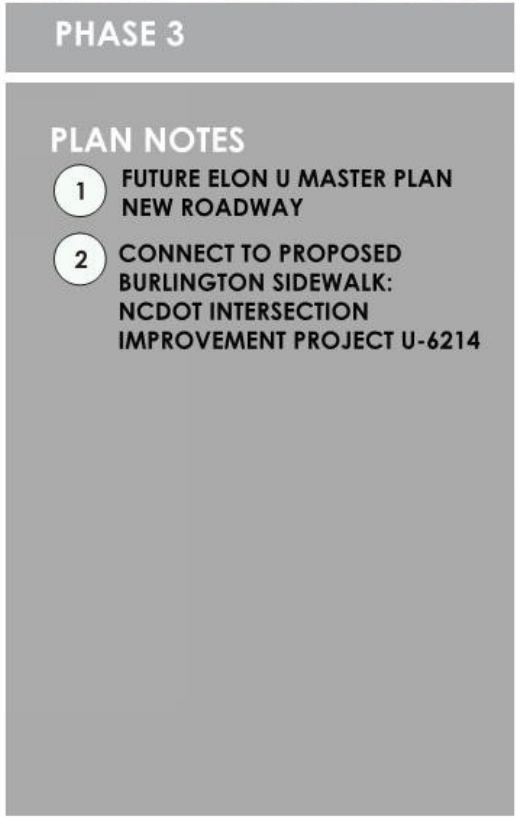 PHASE 3
PLAN NOTES
1 FUTURE ELON U MASTER PLAN
NEW ROADWAY
2 CONNECT TO PROPOSED
BURLINGTON SIDEWALK:
NCDOT INTERSECTION
IMPROVEMENT PROJECT U-6214